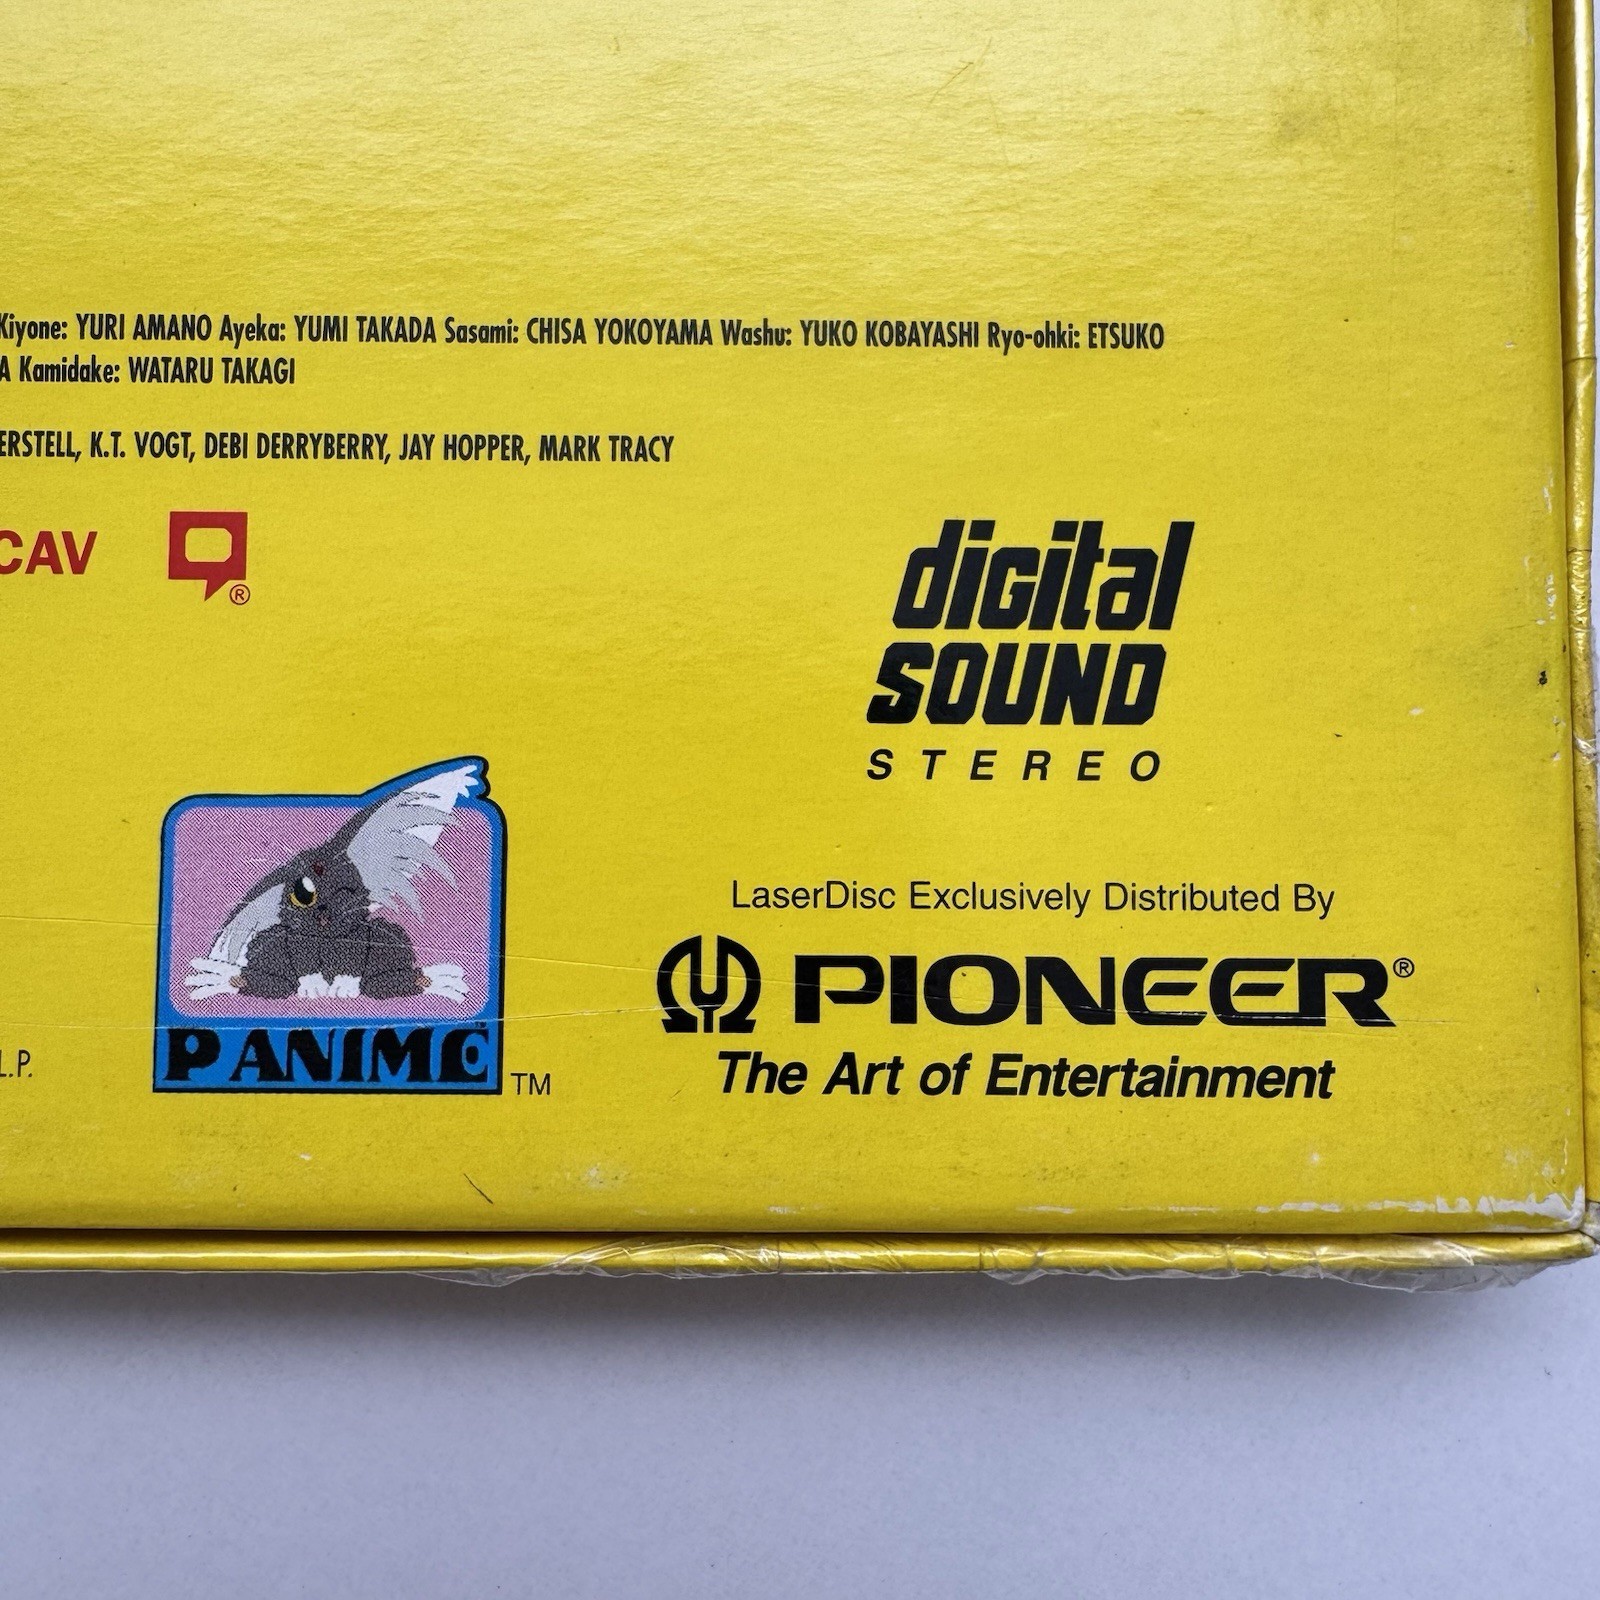 Kiyone: YURI AMANO Ayeka: YUMI TAKADA Sasami: CHISA YOKOYAMA Washu: YUKO KOBAYASHI Ryo-ohki: ETSUKO
A Kamidake: WATARU TAKAGI
ERSTELL, K.T. VOGT, DEBI DERRYBERRY, JAY HOPPER, MARK TRACY
CAV
®
digital
SOUND
STEREO
LaserDisc Exclusively Distributed By
PIONEER®
The Art of Entertainment
P ANIME TM
L.P.